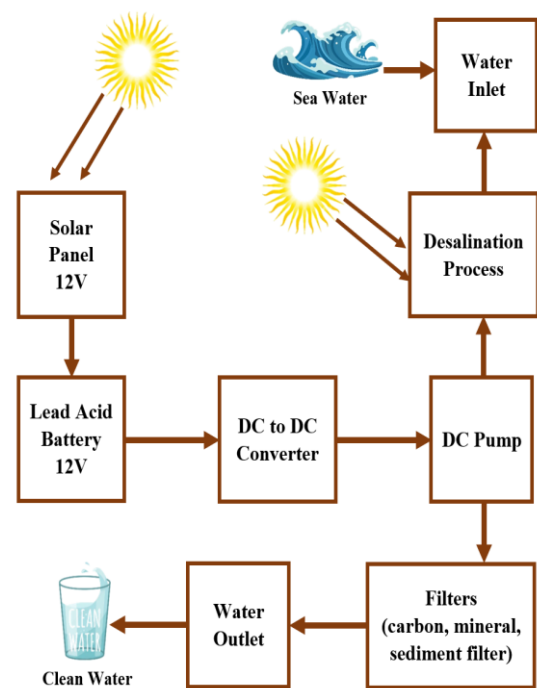 Sea Water
Water
Inlet
Solar
Panel
12V
Desalination
Process
Lead Acid
Battery
12V
DC to DC
Converter
DC Pump
CLEAN
WATER
Clean Water
Water
Outlet
Filters
(carbon, mineral,
sediment filter)